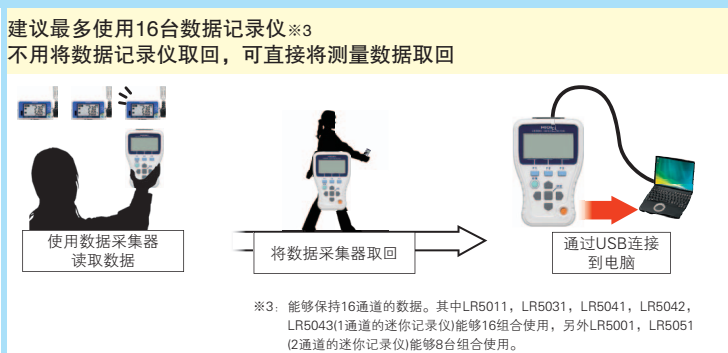 建议最多使用16台数据记录仪※3
不用将数据记录仪取回，可直接将测量数据取回
使用数据采集器
读取数据
将数据采集器取回
通过USB连接
到电脑
※3：能够保持16通道的数据。其中LR5011，LR5031，LR5041，LR5042，
LR5043(1通道的迷你记录仪)能够16组合使用，另外LR5001，LR5051
(2通道的迷你记录仪)能够8台组合使用。